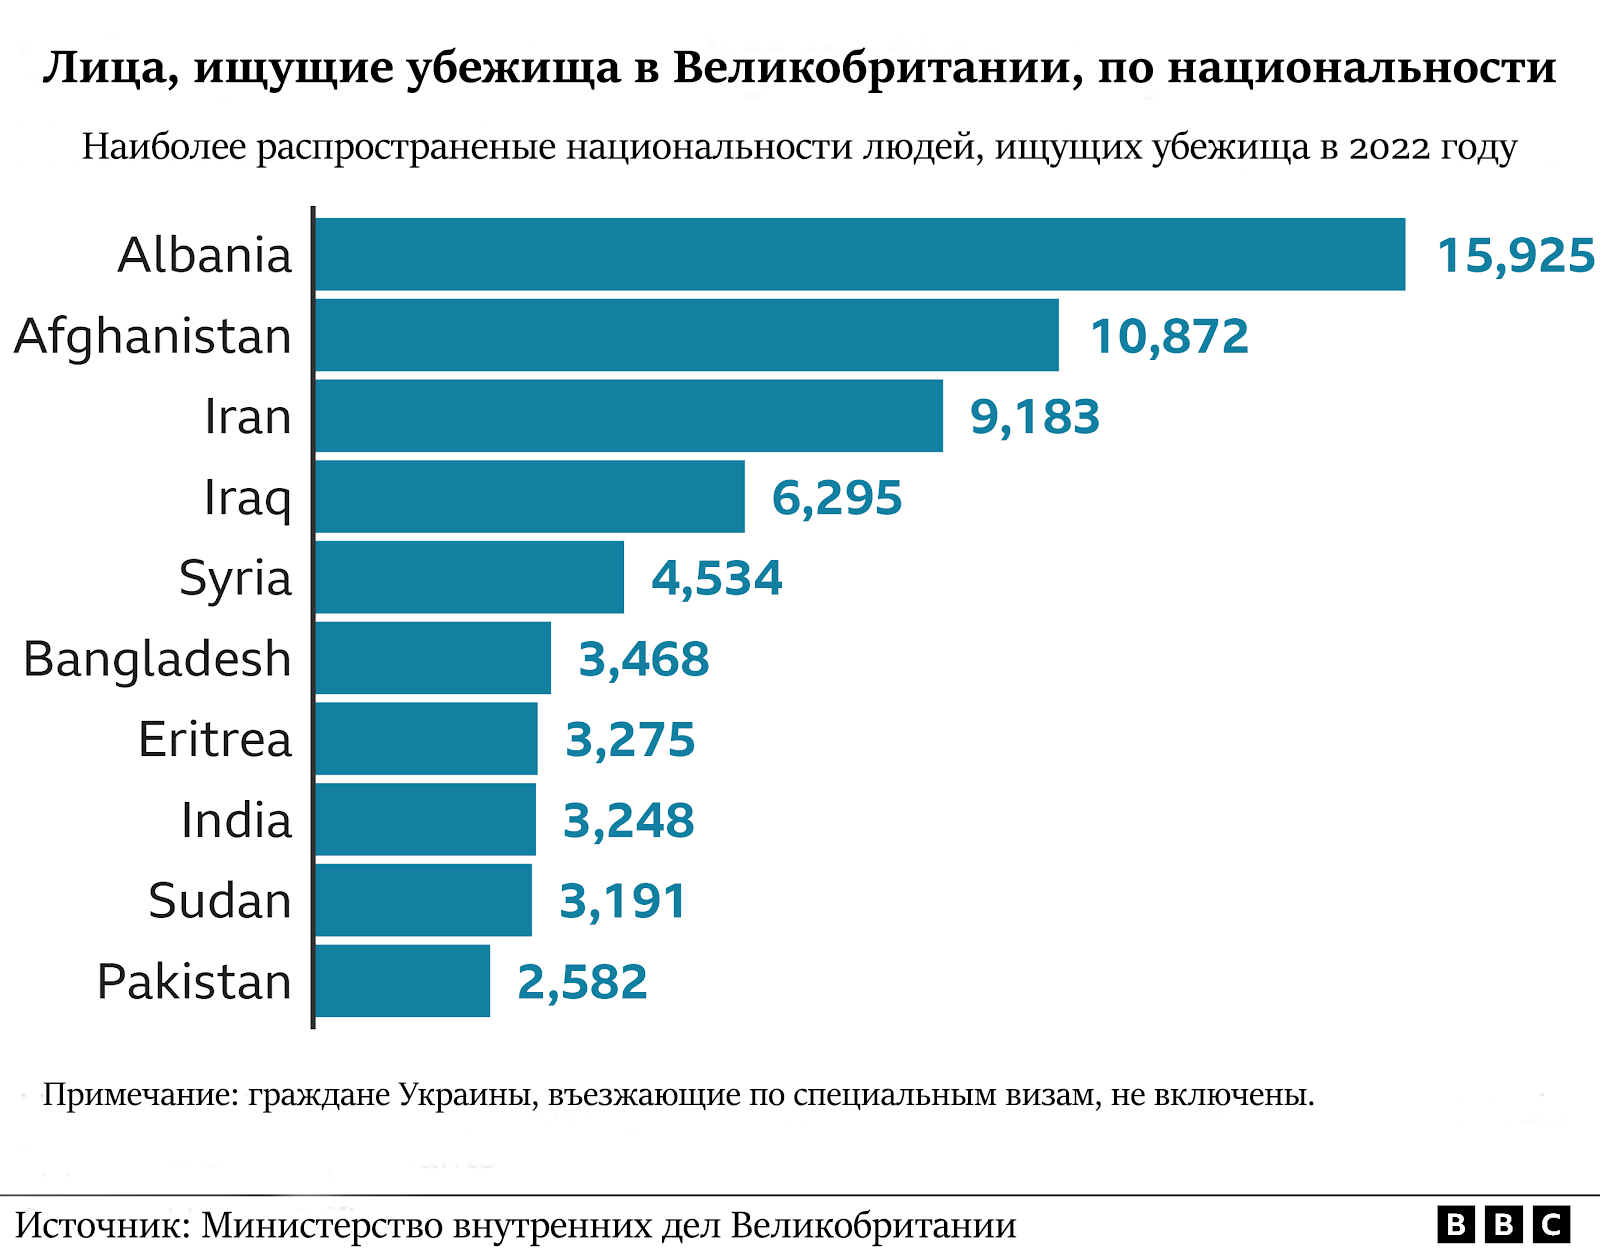 Лица, ищущие убежища в Великобритании, по национальности
Наиболее распространеные национальности людей, ищущих убежища в 2022 году
Albania 15,925
Afghanistan 10,872
Iran 9,183
Iraq 6,295
Syria 4,534
Bangladesh 3,468
Eritrea 3,275
India 3,248
Sudan 3,191
Pakistan 2,582
Примечание: граждане Украины, въезжающие по специальным визам, не включены.
Источник: Министерство внутренних дел Великобритании BBC